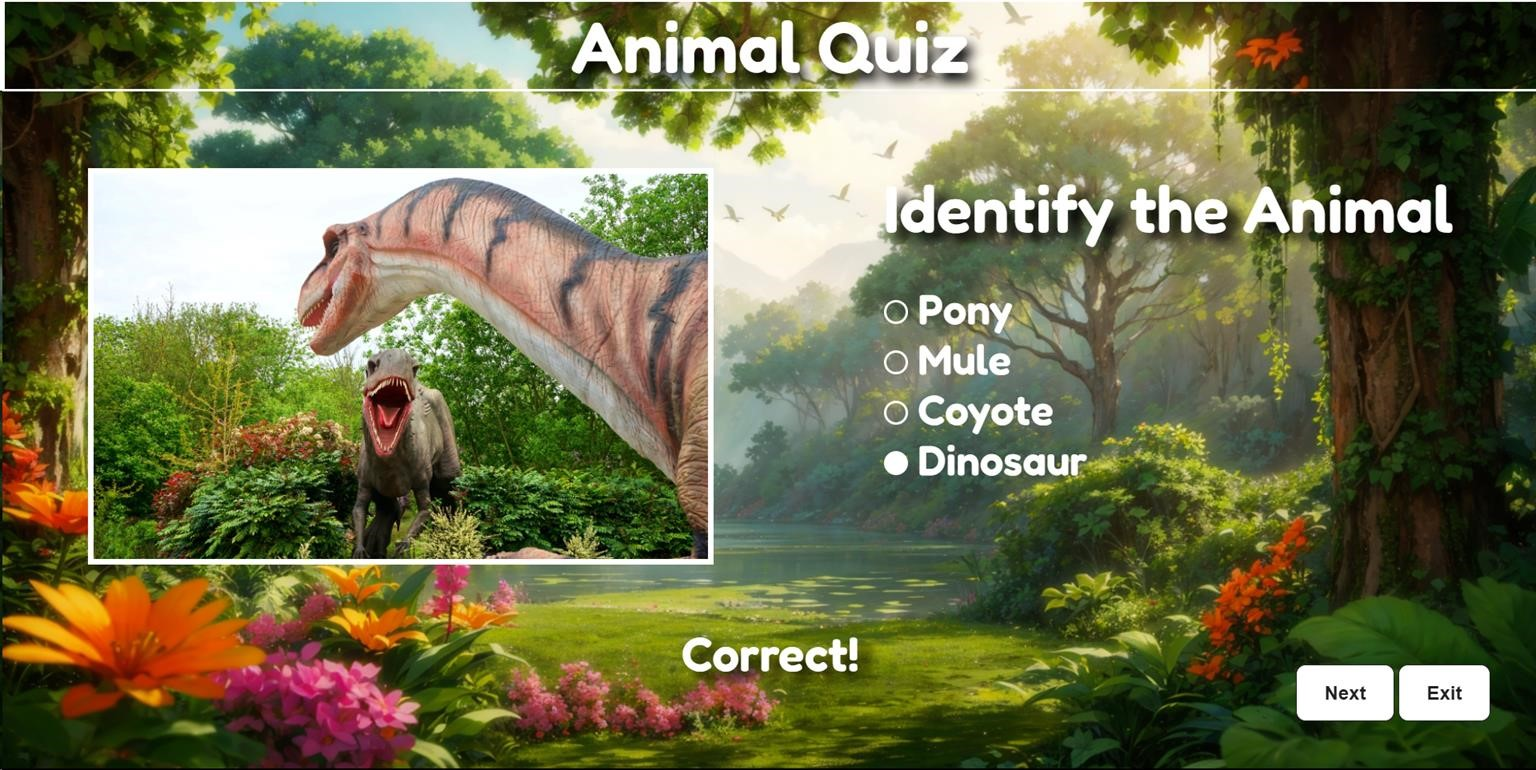 Animal Quiz
Identify the Animal
Pony
Mule
Coyote
Dinosaur
Correct!
Next
Exit